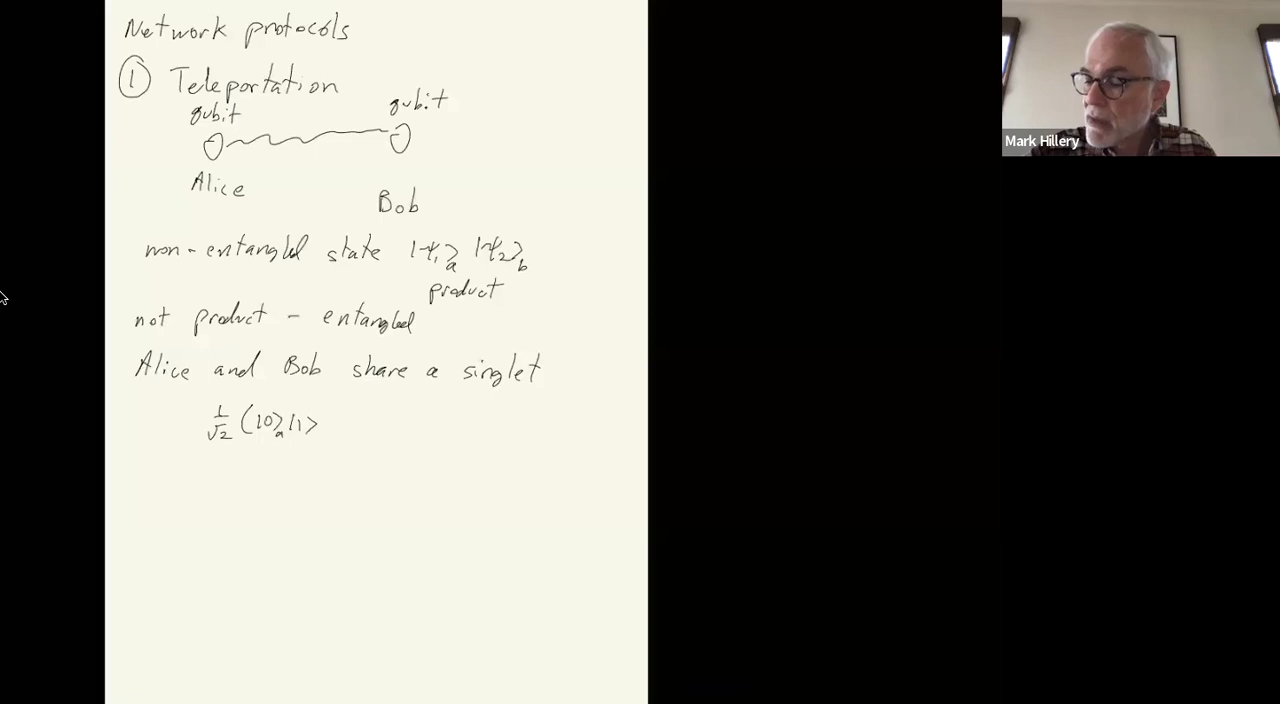 Network protocols
① Teleportation
qubit qubit
Alice
Bob
non-entangled state |ψ₁⟩ₐ |ψ₂⟩_b
product
not product - entangled
Alice and Bob share a singlet
1/√2 (|0⟩ₐ|1⟩
Mark Hillery